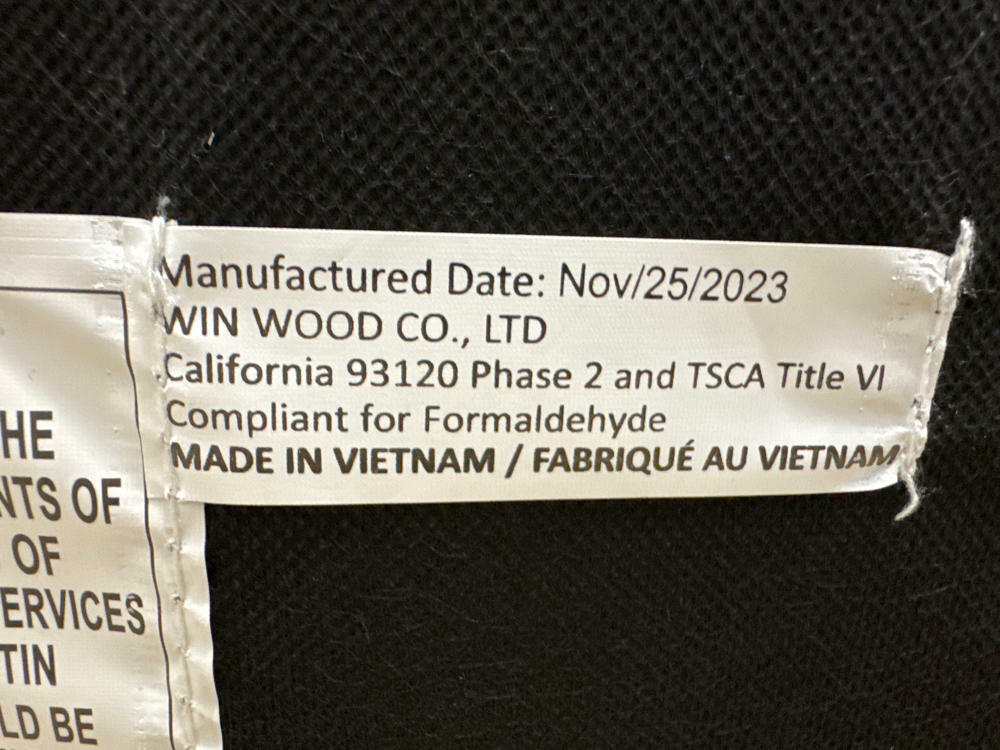 Manufactured Date: Nov/25/2023
WIN WOOD CO., LTD
California 93120 Phase 2 and TSCA Title VI
Compliant for Formaldehyde
MADE IN VIETNAM / FABRIQUÉ AU VIETNAM
HE
NTS OF
OF
ERVICES
TIN
LD BE